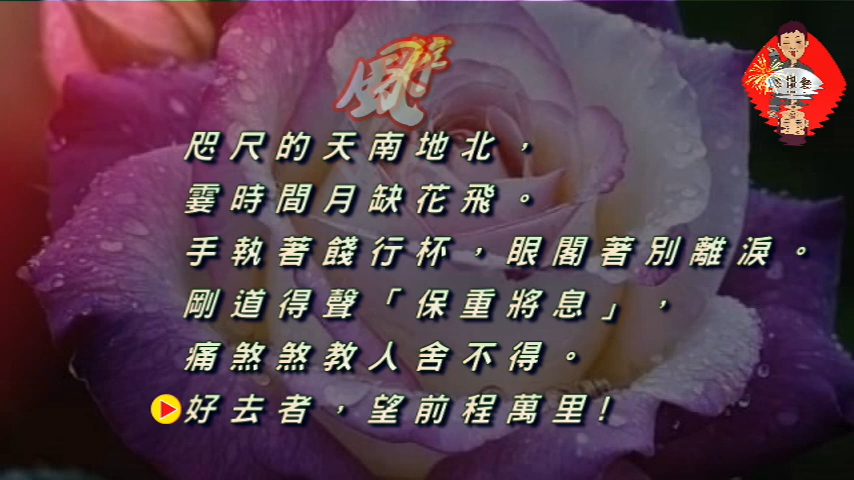 咫尺的天南地北，
霎時間月缺花飛。
手執著餞行杯，眼閣著別離淚。
剛道得聲「保重將息」，
痛煞煞教人舍不得。
好去者，望前程萬里!